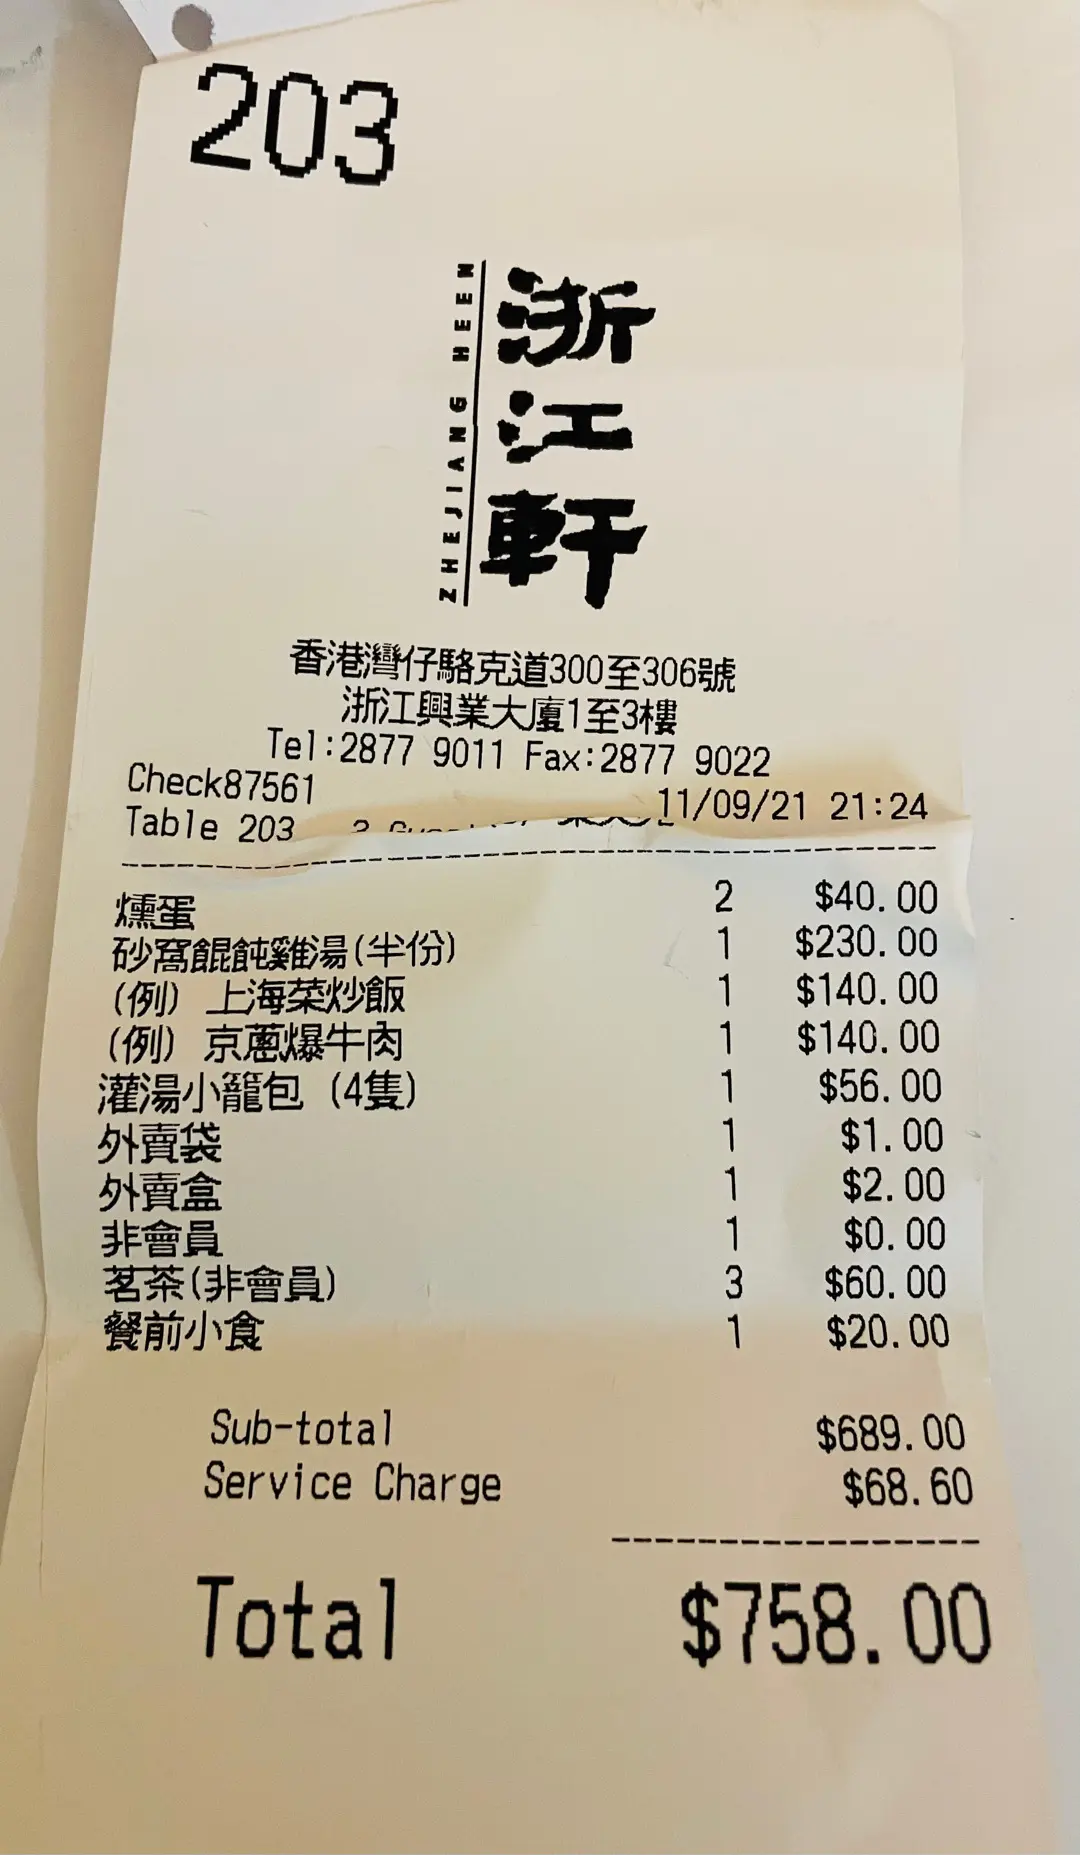 203
浙江軒
ZHEJIANG HEEN
香港灣仔駱克道300至306號
浙江興業大廈1至3樓
Tel:2877 9011 Fax:2877 9022
Check87561 11/09/21 21:24
Table 203
燻蛋 2 $40.00
砂窩餛飩雞湯(半份) 1 $230.00
(例) 上海菜炒飯 1 $140.00
(例) 京蔥爆牛肉 1 $140.00
灌湯小籠包 (4隻) 1 $56.00
外賣袋 1 $1.00
外賣盒 1 $2.00
非會員 1 $0.00
茗茶(非會員) 3 $60.00
餐前小食 1 $20.00
Sub-total $689.00
Service Charge $68.60
Total $758.00